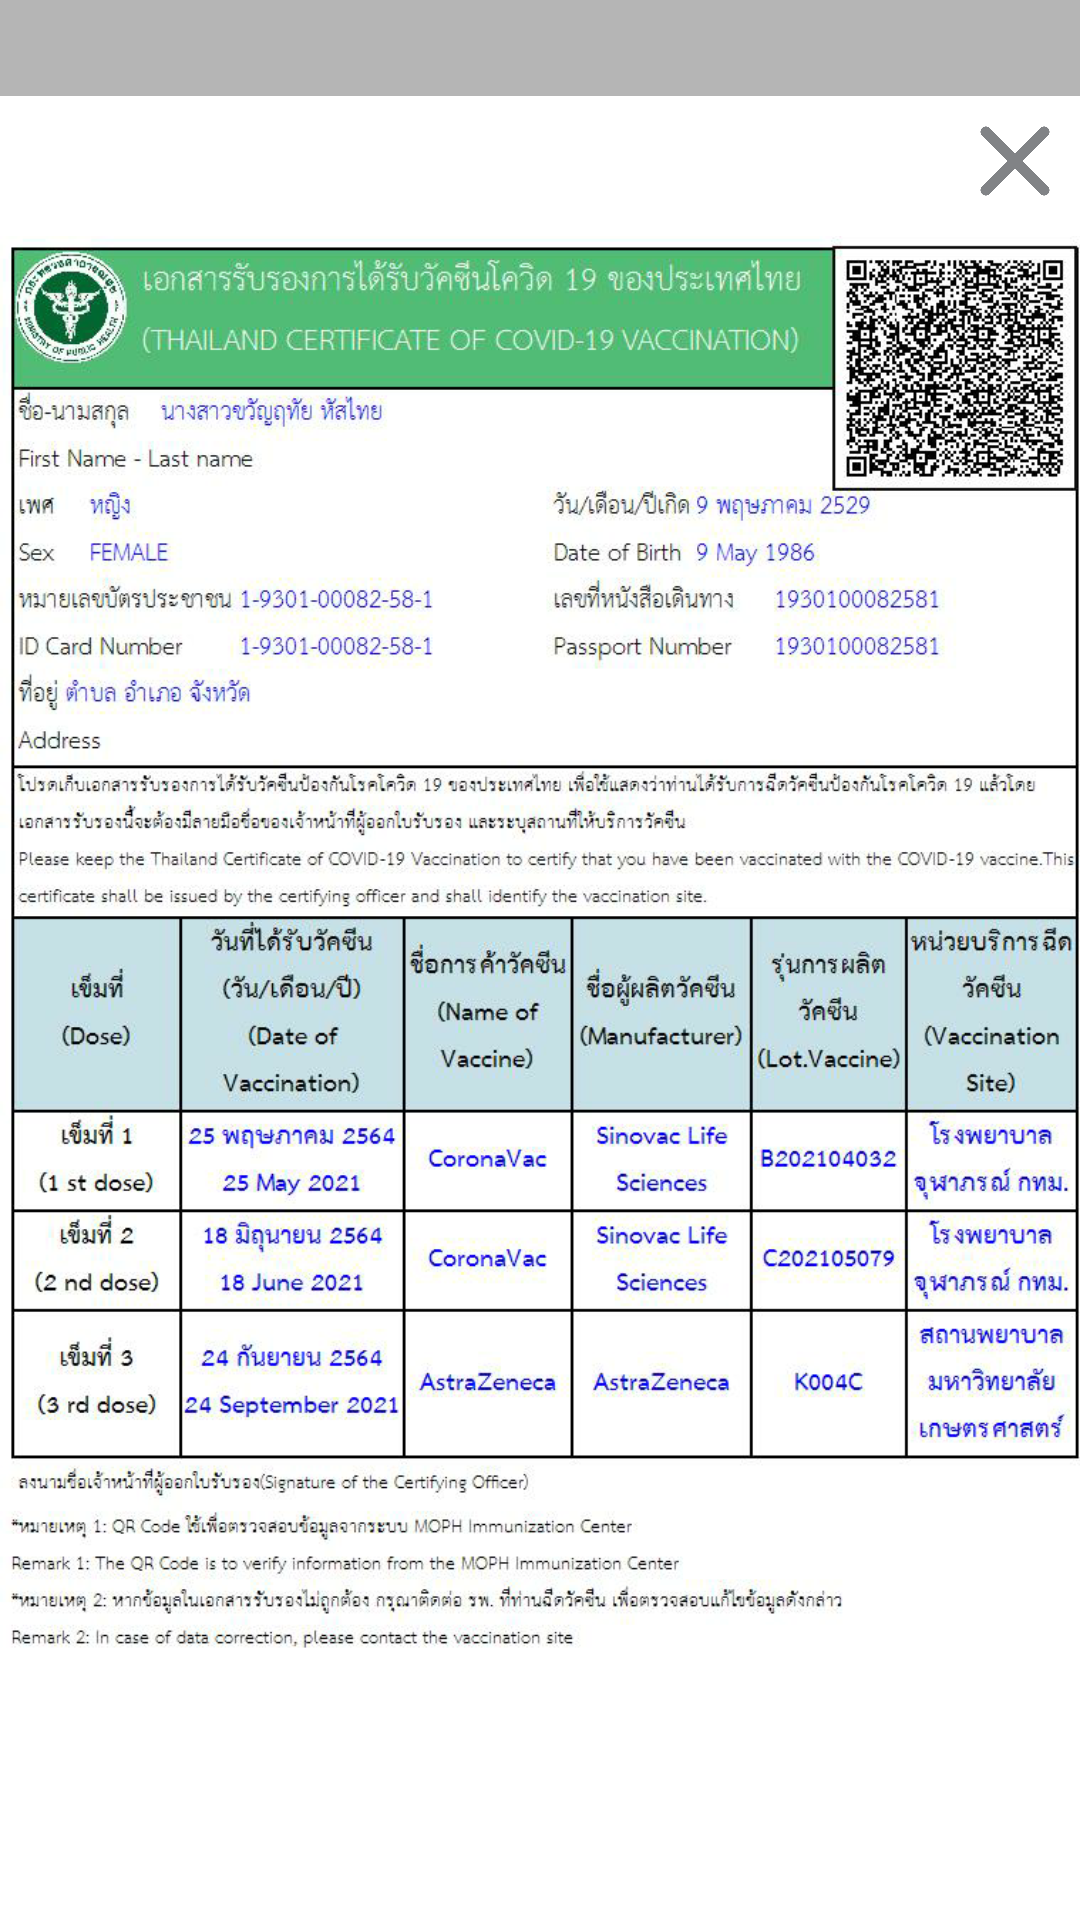 กระทรวงสาธารณสุข
MINISTRY OF PUBLIC HEALTH
เอกสารรับรองการได้รับวัคซีนโควิด 19 ของประเทศไทย
(THAILAND CERTIFICATE OF COVID-19 VACCINATION)
ชื่อ-นามสกุล นางสาวขวัญฤทัย หัสไทย
First Name - Last name
เพศ หญิง วัน/เดือน/ปีเกิด 9 พฤษภาคม 2529
Sex FEMALE Date of Birth 9 May 1986
หมายเลขบัตรประชาชน 1-9301-00082-58-1 เลขที่หนังสือเดินทาง 1930100082581
ID Card Number 1-9301-00082-58-1 Passport Number 1930100082581
ที่อยู่ ตำบล อำเภอ จังหวัด
Address
โปรดเก็บเอกสารรับรองการได้รับวัคซีนป้องกันโรคโควิด 19 ของประเทศไทย เพื่อใช้แสดงว่าท่านได้รับการฉีดวัคซีนป้องกันโรคโควิด 19 แล้วโดย
เอกสารรับรองนี้จะต้องมีลายมือชื่อของเจ้าหน้าที่ผู้ออกใบรับรอง และระบุสถานที่ให้บริการวัคซีน
Please keep the Thailand Certificate of COVID-19 Vaccination to certify that you have been vaccinated with the COVID-19 vaccine.This
certificate shall be issued by the certifying officer and shall identify the vaccination site.
เข็มที่
(Dose)
วันที่ได้รับวัคซีน
(วัน/เดือน/ปี)
(Date of
Vaccination)
ชื่อการค้าวัคซีน
(Name of
Vaccine)
ชื่อผู้ผลิตวัคซีน
(Manufacturer)
รุ่นการผลิต
วัคซีน
(Lot.Vaccine)
หน่วยบริการฉีด
วัคซีน
(Vaccination
Site)
เข็มที่ 1
(1 st dose)
25 พฤษภาคม 2564
25 May 2021
CoronaVac
Sinovac Life
Sciences
B202104032
โรงพยาบาล
จุฬาภรณ์ กทม.
เข็มที่ 2
(2 nd dose)
18 มิถุนายน 2564
18 June 2021
CoronaVac
Sinovac Life
Sciences
C202105079
โรงพยาบาล
จุฬาภรณ์ กทม.
เข็มที่ 3
(3 rd dose)
24 กันยายน 2564
24 September 2021
AstraZeneca
AstraZeneca
K004C
สถานพยาบาล
มหาวิทยาลัย
เกษตรศาสตร์
ลงนามชื่อเจ้าหน้าที่ผู้ออกใบรับรอง(Signature of the Certifying Officer)
*หมายเหตุ 1: QR Code ใช้เพื่อตรวจสอบข้อมูลจากระบบ MOPH Immunization Center
Remark 1: The QR Code is to verify information from the MOPH Immunization Center
*หมายเหตุ 2: หากข้อมูลในเอกสารรับรองไม่ถูกต้อง กรุณาติดต่อ รพ. ที่ท่านฉีดวัคซีน เพื่อตรวจสอบแก้ไขข้อมูลดังกล่าว
Remark 2: In case of data correction, please contact the vaccination site